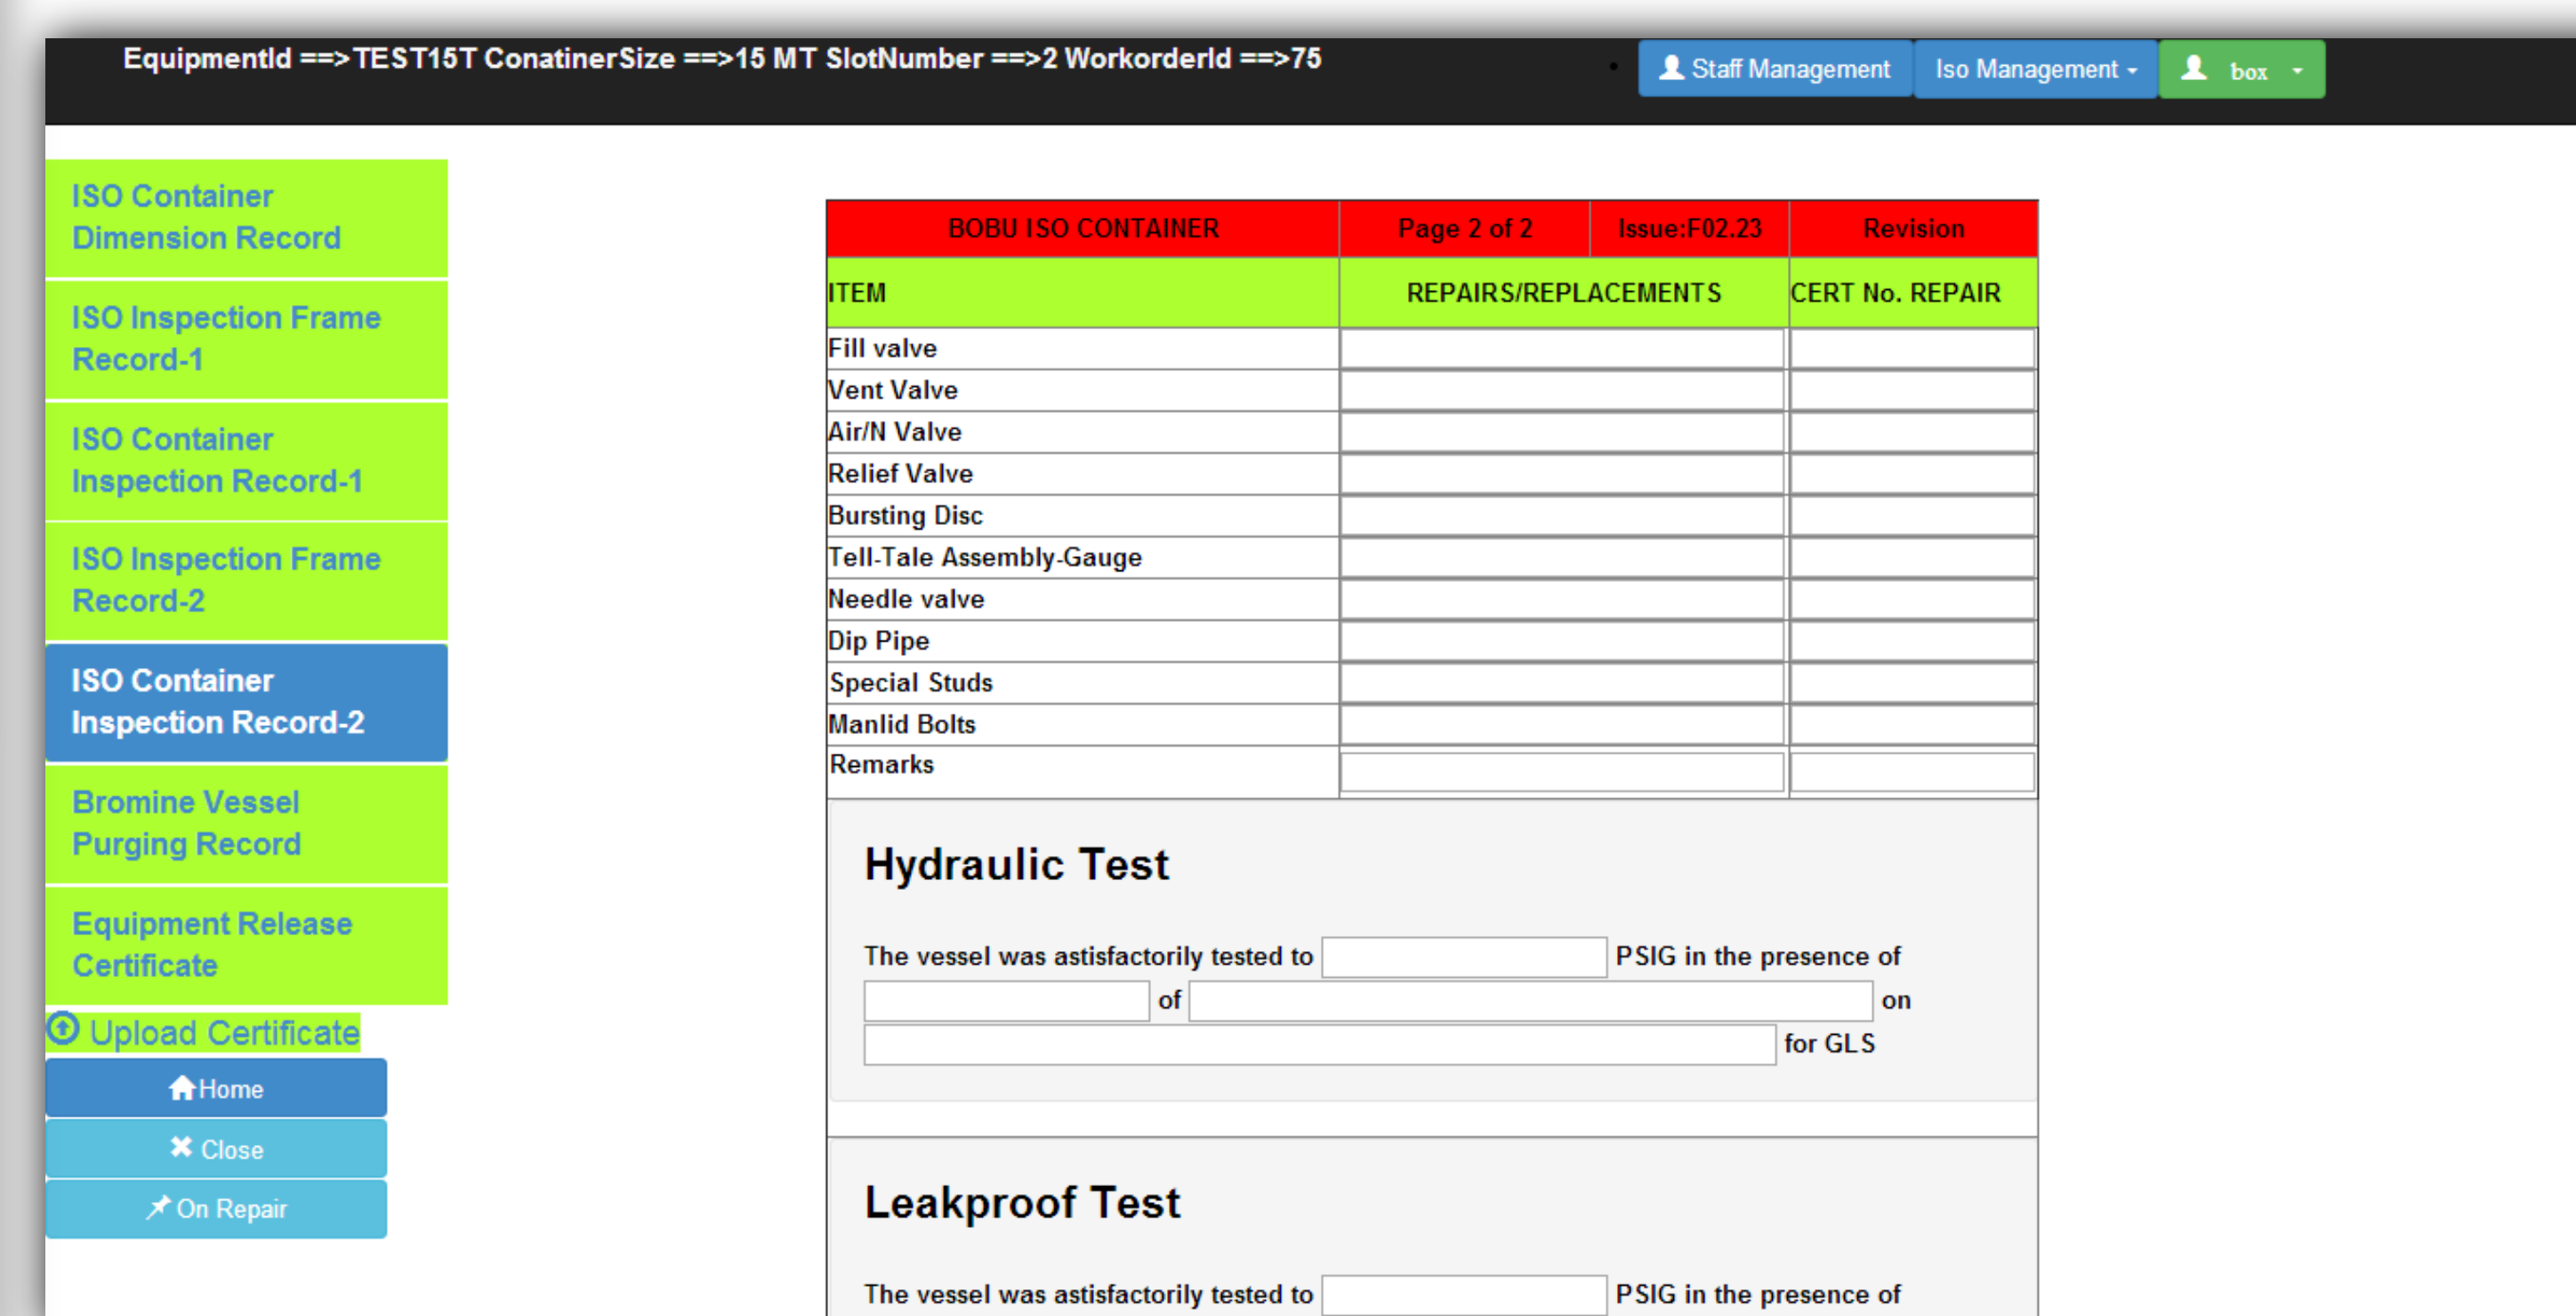 EquipmentId ==>TEST15T ConatinerSize ==>15 MT SlotNumber ==>2 WorkorderId ==>75
Staff Management
Iso Management
box
ISO Container
Dimension Record
ISO Inspection Frame
Record-1
ISO Container
Inspection Record-1
ISO Inspection Frame
Record-2
ISO Container
Inspection Record-2
Bromine Vessel
Purging Record
Equipment Release
Certificate
Upload Certificate
Home
Close
On Repair
BOBU ISO CONTAINER Page 2 of 2 Issue:F02.23 Revision
ITEM REPAIRS/REPLACEMENTS CERT No. REPAIR
Fill valve
Vent Valve
Air/N Valve
Relief Valve
Bursting Disc
Tell-Tale Assembly-Gauge
Needle valve
Dip Pipe
Special Studs
Manlid Bolts
Remarks
Hydraulic Test
The vessel was astisfactorily tested to PSIG in the presence of
of on
for GLS
Leakproof Test
The vessel was astisfactorily tested to PSIG in the presence of